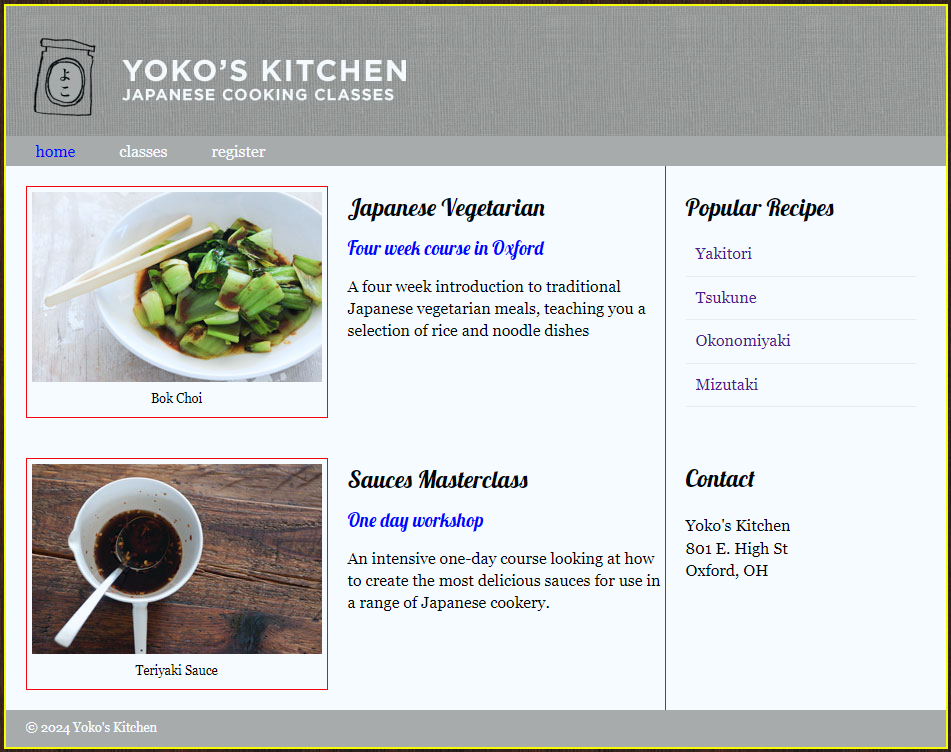 よ
こ
YOKO'S KITCHEN
JAPANESE COOKING CLASSES
home classes register
Japanese Vegetarian
Four week course in Oxford
A four week introduction to traditional
Japanese vegetarian meals, teaching you a
selection of rice and noodle dishes
Bok Choi
Sauces Masterclass
One day workshop
An intensive one-day course looking at how
to create the most delicious sauces for use in
a range of Japanese cookery.
Teriyaki Sauce
Popular Recipes
Yakitori
Tsukune
Okonomiyaki
Mizutaki
Contact
Yoko's Kitchen
801 E. High St
Oxford, OH
© 2024 Yoko's Kitchen